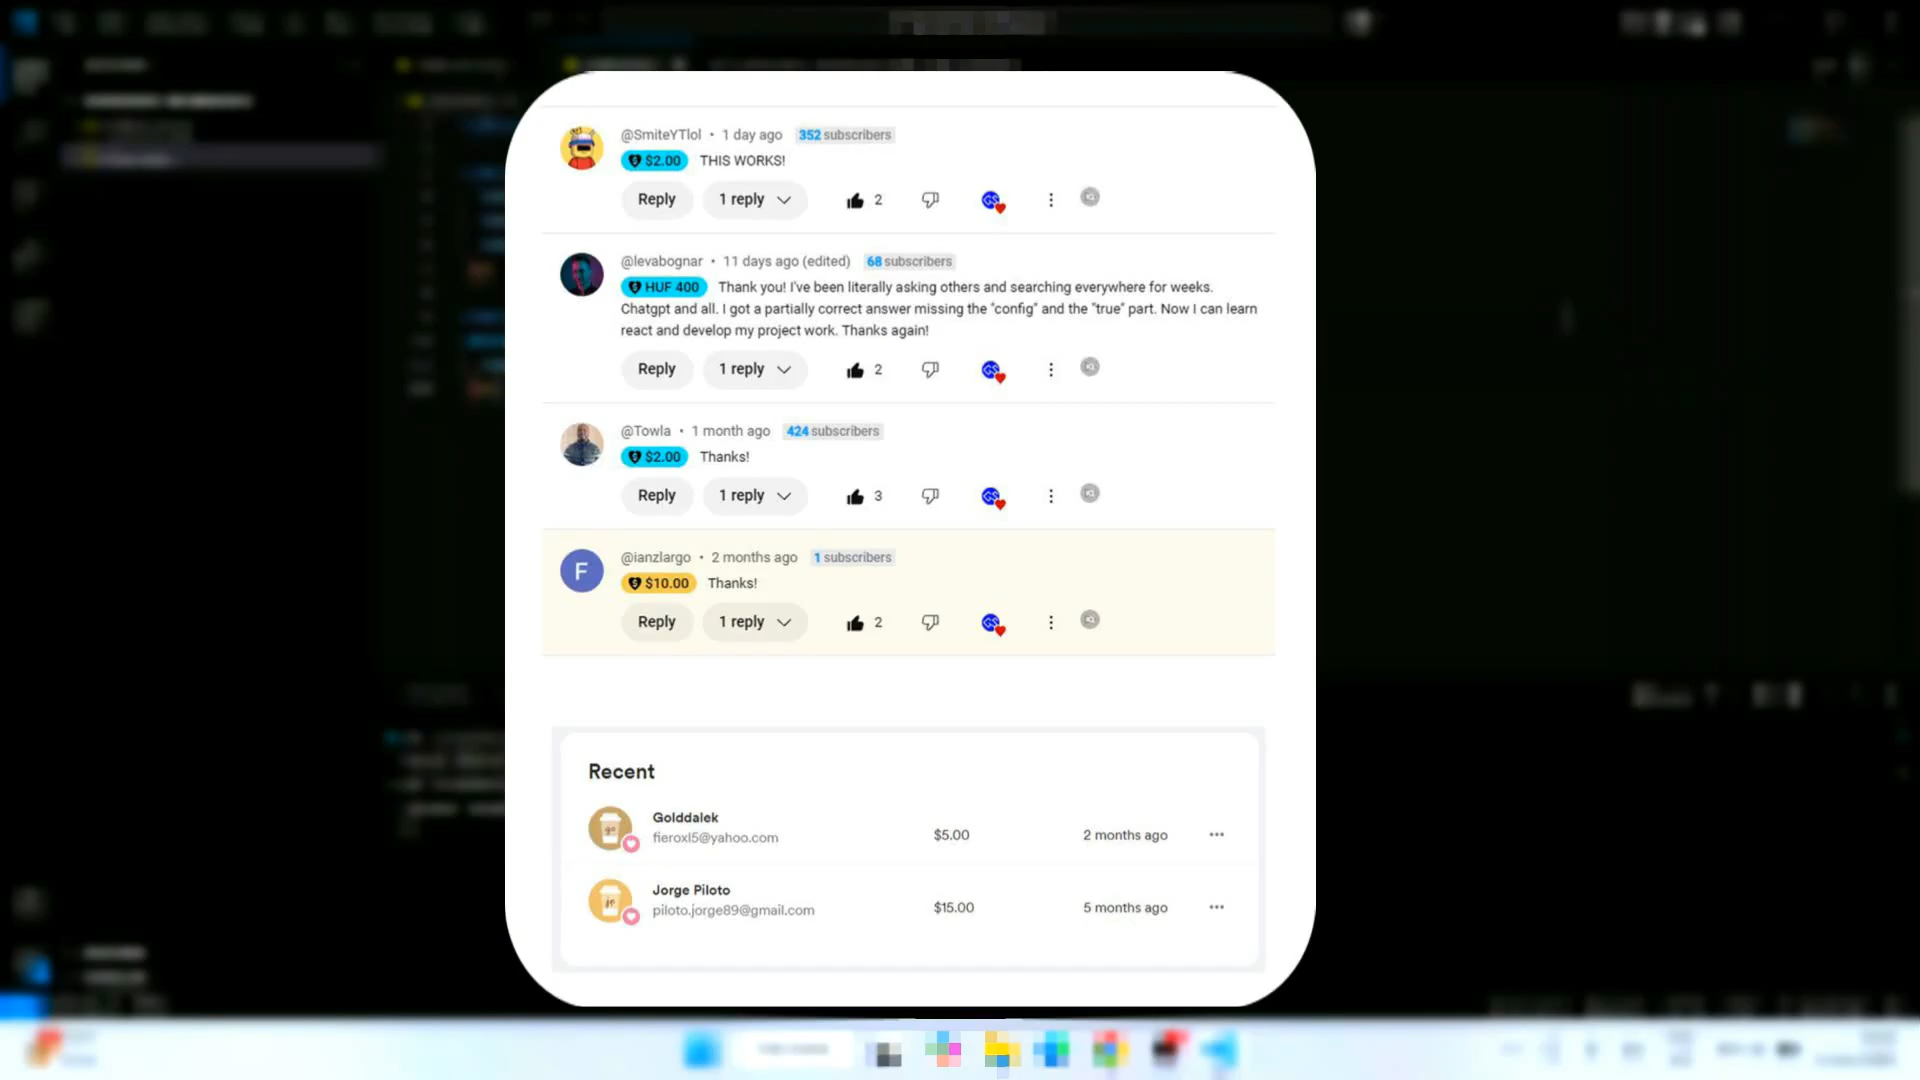 @SmiteYTlol • 1 day ago 352 subscribers
$2.00 THIS WORKS!
Reply 1 reply 2
@levabognar • 11 days ago (edited) 68 subscribers
HUF 400 Thank you! I've been literally asking others and searching everywhere for weeks.
Chatgpt and all. I got a partially correct answer missing the "config" and the "true" part. Now I can learn
react and develop my project work. Thanks again!
Reply 1 reply 2
@Towla • 1 month ago 424 subscribers
$2.00 Thanks!
Reply 1 reply 3
F
@ianzlargo • 2 months ago 1 subscribers
$10.00 Thanks!
Reply 1 reply 2
Recent
Golddalek
fieroxl5@yahoo.com $5.00 2 months ago
Jorge Piloto
piloto.jorge89@gmail.com $15.00 5 months ago